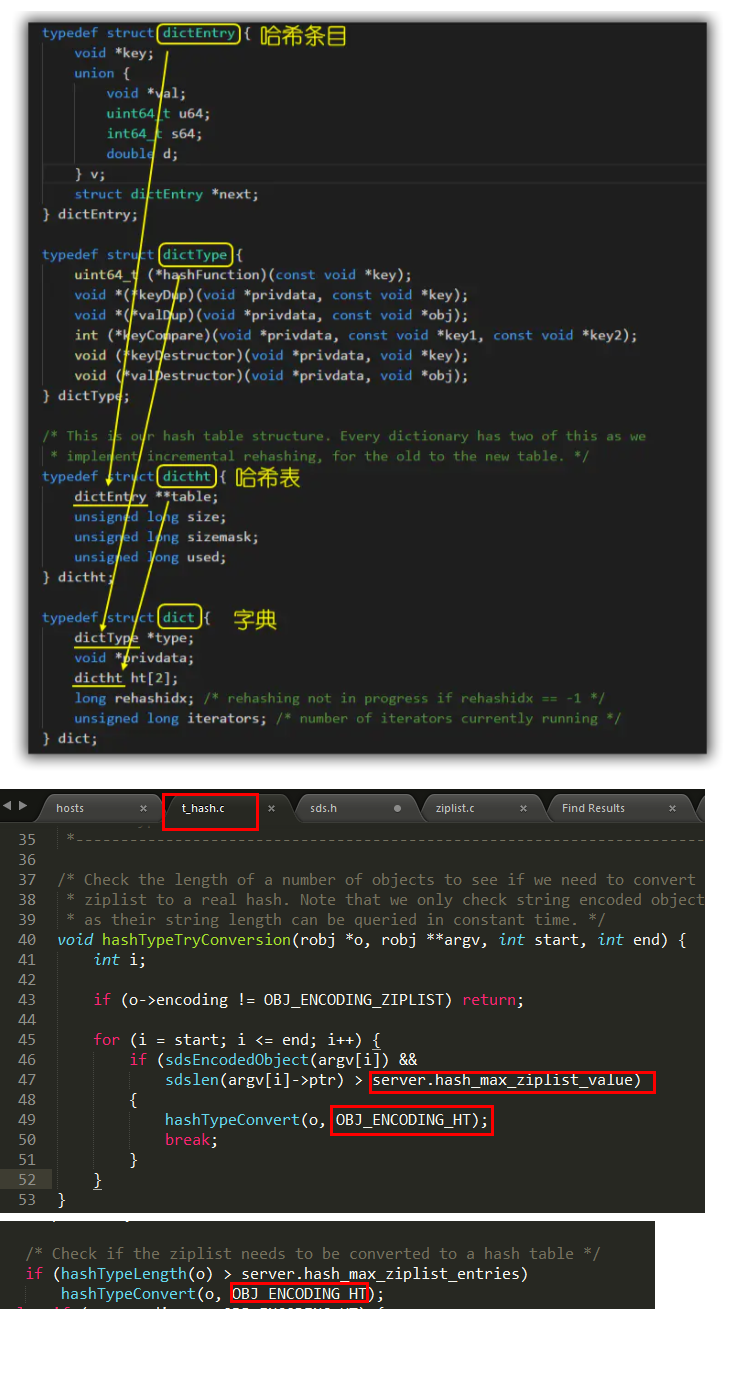 typedef struct dictEntry { 哈希条目
void *key;
union {
void *val;
uint64_t u64;
int64_t s64;
double d;
} v;
struct dictEntry *next;
} dictEntry;
typedef struct dictType {
uint64_t (*hashFunction)(const void *key);
void *(*keyDup)(void *privdata, const void *key);
void *(*valDup)(void *privdata, const void *obj);
int (*keyCompare)(void *privdata, const void *key1, const void *key2);
void (*keyDestructor)(void *privdata, void *key);
void (*valDestructor)(void *privdata, void *obj);
} dictType;
/* This is our hash table structure. Every dictionary has two of this as we
* implement incremental rehashing, for the old to the new table. */
typedef struct dictht { 哈希表
dictEntry **table;
unsigned long size;
unsigned long sizemask;
unsigned long used;
} dictht;
typedef struct dict { 字典
dictType *type;
void *privdata;
dictht ht[2];
long rehashidx; /* rehashing not in progress if rehashidx == -1 */
unsigned long iterators; /* number of iterators currently running */
} dict;
hosts × t_hash.c × sds.h ziplist.c × Find Results ×
35 *-----------------------------------------------------------------------
36
37 /* Check the length of a number of objects to see if we need to convert
38 * ziplist to a real hash. Note that we only check string encoded object
39 * as their string length can be queried in constant time. */
40 void hashTypeTryConversion(robj *o, robj **argv, int start, int end) {
41 int i;
42
43 if (o->encoding != OBJ_ENCODING_ZIPLIST) return;
44
45 for (i = start; i <= end; i++) {
46 if (sdsEncodedObject(argv[i]) &&
47 sdslen(argv[i]->ptr) > server.hash_max_ziplist_value)
48 {
49 hashTypeConvert(o, OBJ_ENCODING_HT);
50 break;
51 }
52 }
53 }
/* Check if the ziplist needs to be converted to a hash table */
if (hashTypeLength(o) > server.hash_max_ziplist_entries)
hashTypeConvert(o, OBJ_ENCODING_HT);